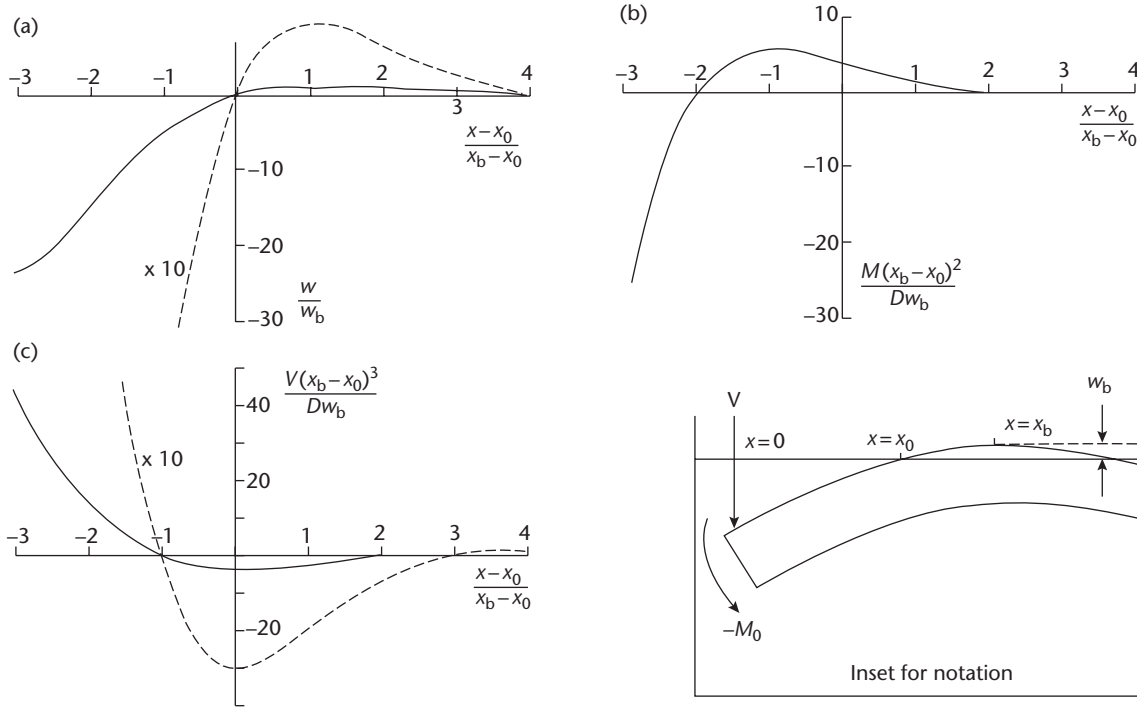 (a)
–3
–2
–1
0
1
2
3
4
x – x0
xb – x0
–10
–20
–30
x 10
w
wb
(b)
10
–3
–2
–1
0
1
2
3
4
x – x0
xb – x0
–10
–20
–30
M(xb – x0)2
Dwb
(c)
40
20
V(xb – x0)3
Dwb
x 10
–3
–2
–1
0
1
2
3
4
x – x0
xb – x0
–20
V
x = 0
x = x0
x = xb
wb
–M0
Inset for notation